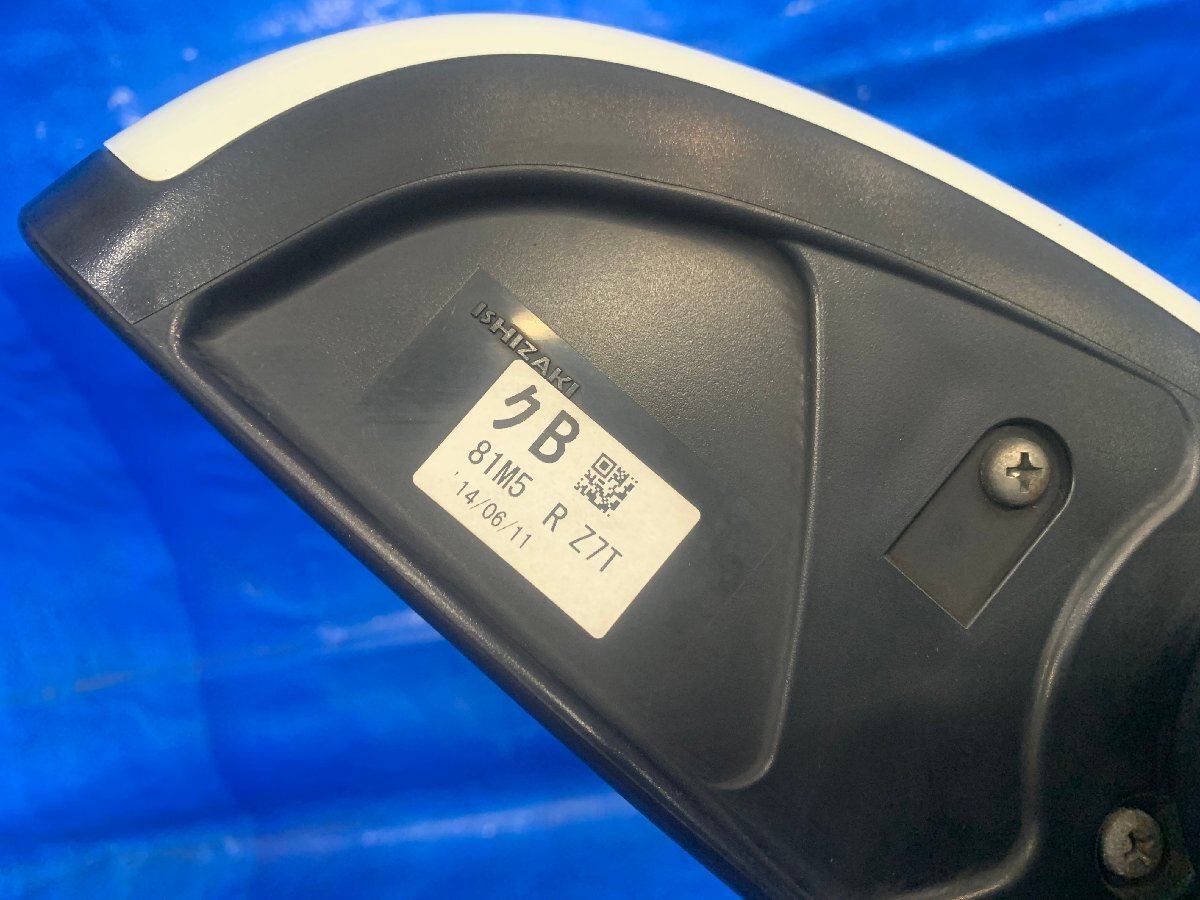 ISHIZAKI
クB
81M5 R Z7T
14/06/11